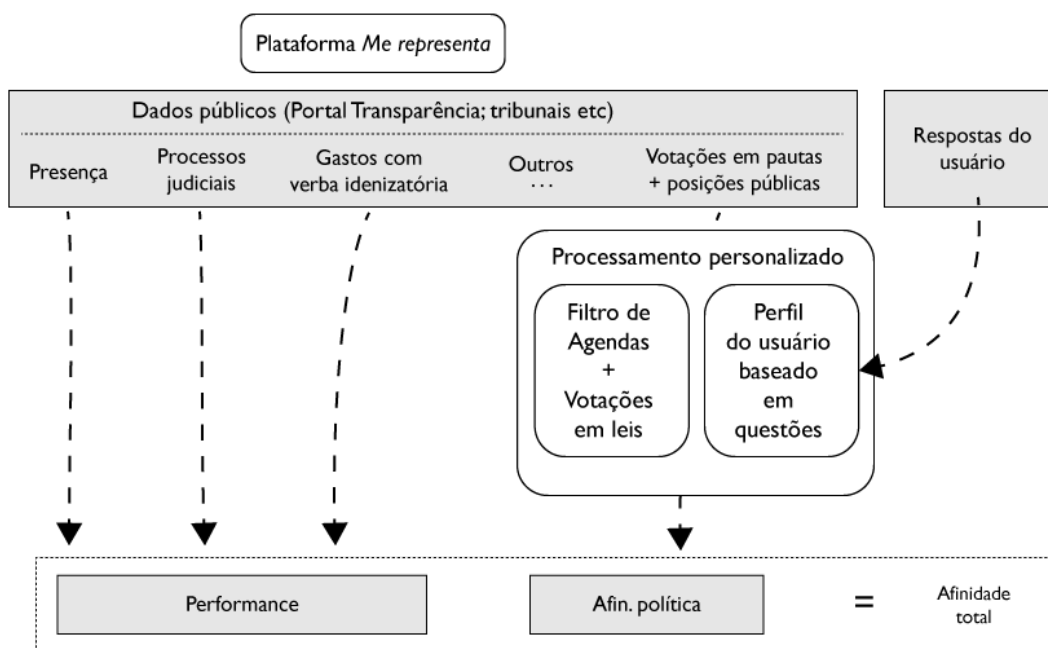 Plataforma Me representa
Dados públicos (Portal Transparência; tribunais etc)
Presença
Processos
judiciais
Gastos com
verba idenizatória
Outros
...
Votações em pautas
+ posições públicas
Respostas do
usuário
Processamento personalizado
Filtro de
Agendas
+
Votações
em leis
Perfil
do usuário
baseado
em
questões
Performance
Afin. política
=
Afinidade
total